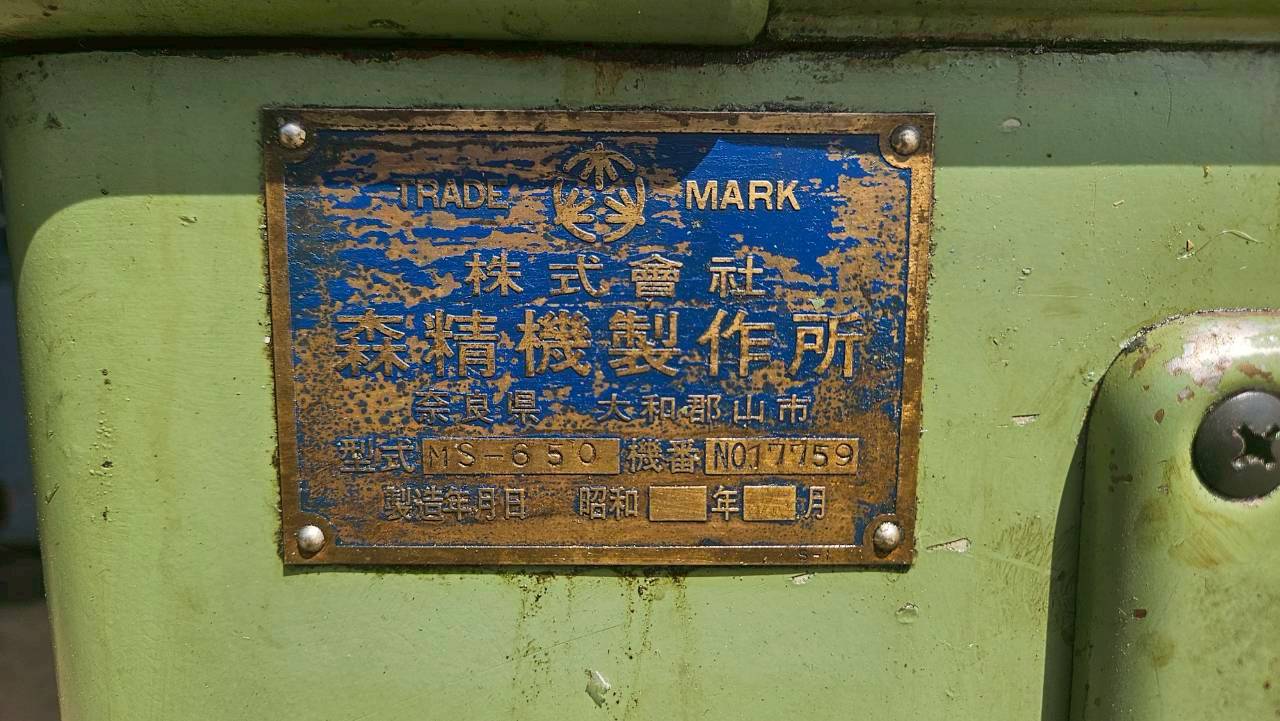 TRADE MARK
株式會社
森精機製作所
奈良県 大和郡山市
型式 MS-650 機番 NO17759
製造年月日 昭和 年 月
S-1